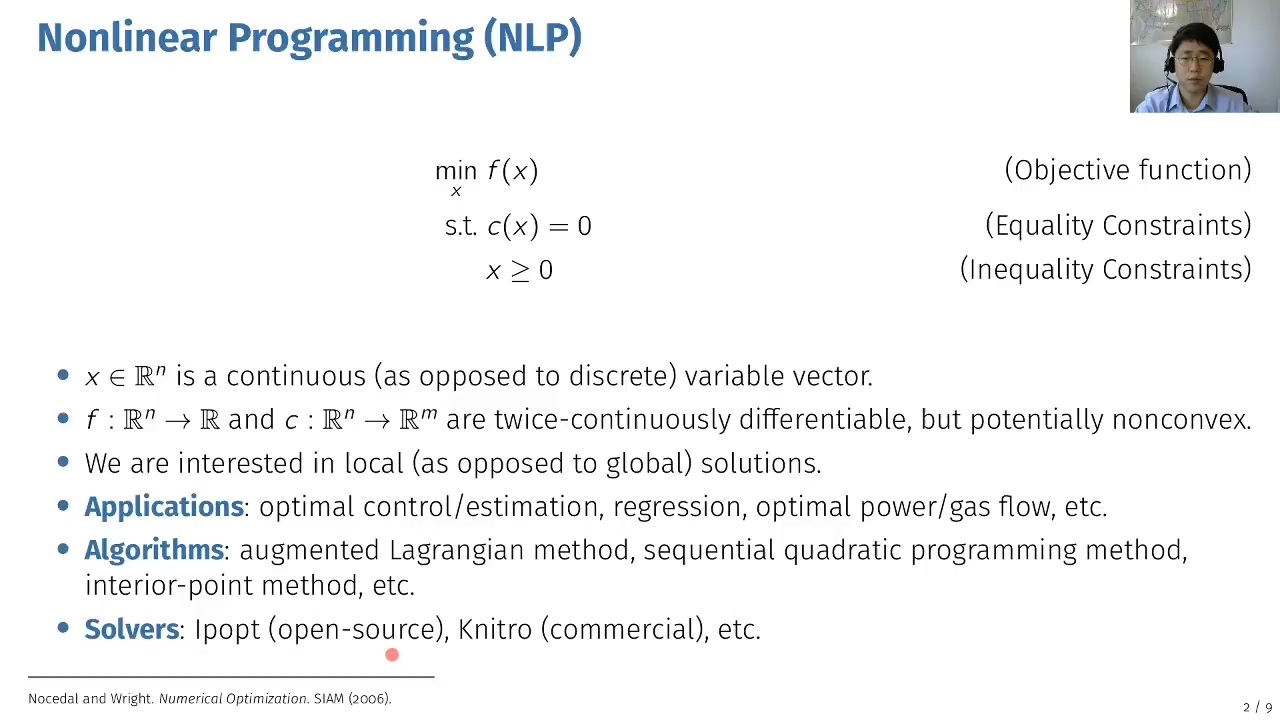 Nonlinear Programming (NLP)
min f(x) (Objective function)
x
s.t. c(x) = 0 (Equality Constraints)
x ≥ 0 (Inequality Constraints)
• x ∈ ℝⁿ is a continuous (as opposed to discrete) variable vector.
• f : ℝⁿ → ℝ and c : ℝⁿ → ℝᵐ are twice-continuously differentiable, but potentially nonconvex.
• We are interested in local (as opposed to global) solutions.
• Applications: optimal control/estimation, regression, optimal power/gas flow, etc.
• Algorithms: augmented Lagrangian method, sequential quadratic programming method,
interior-point method, etc.
• Solvers: Ipopt (open-source), Knitro (commercial), etc.
Nocedal and Wright. Numerical Optimization. SIAM (2006).
2 / 9